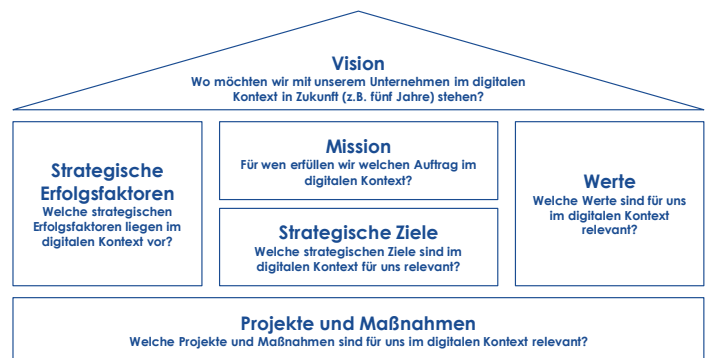 Vision
Wo möchten wir mit unserem Unternehmen im digitalen
Kontext in Zukunft (z.B. fünf Jahre) stehen?
Strategische
Erfolgsfaktoren
Welche strategischen
Erfolgsfaktoren liegen im
digitalen Kontext vor?
Mission
Für wen erfüllen wir welchen Auftrag im
digitalen Kontext?
Strategische Ziele
Welche strategischen Ziele sind im
digitalen Kontext für uns relevant?
Werte
Welche Werte sind für uns
im digitalen Kontext
relevant?
Projekte und Maßnahmen
Welche Projekte und Maßnahmen sind für uns im digitalen Kontext relevant?